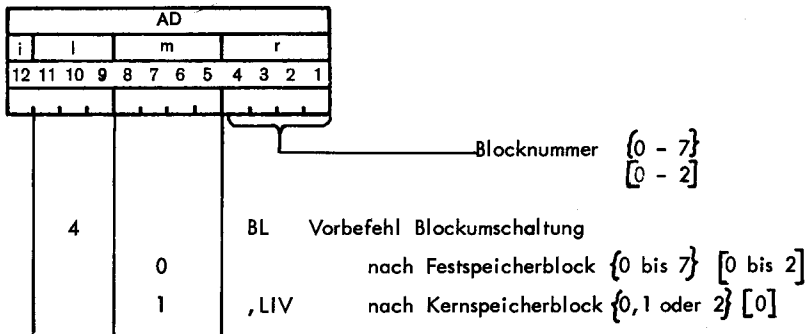 AD
i l m r
12 11 10 9 8 7 6 5 4 3 2 1
Blocknummer {0 - 7}
[0 - 2]
4 BL Vorbefehl Blockumschaltung
0 nach Festspeicherblock {0 bis 7} [0 bis 2]
1 , LIV nach Kernspeicherblock {0,1 oder 2} [0]